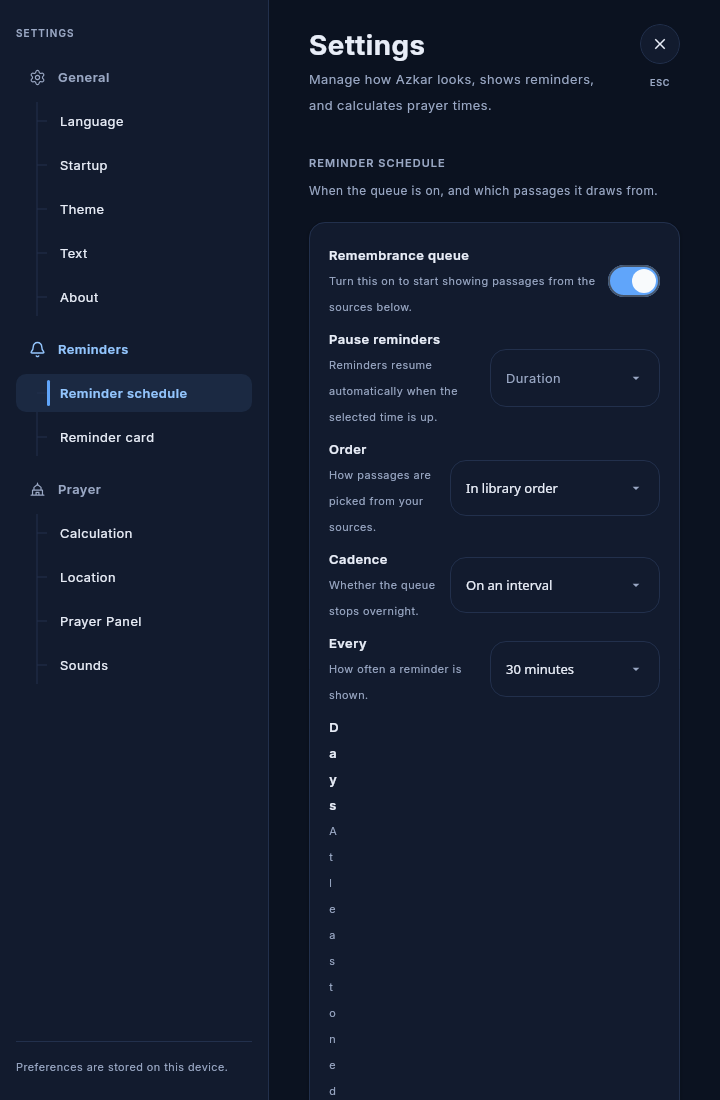 SETTINGS
General
Language
Startup
Theme
Text
About
Reminders
Reminder schedule
Reminder card
Prayer
Calculation
Location
Prayer Panel
Sounds
Preferences are stored on this device.
Settings
Manage how Azkar looks, shows reminders,
and calculates prayer times.
ESC
REMINDER SCHEDULE
When the queue is on, and which passages it draws from.
Remembrance queue
Turn this on to start showing passages from the
sources below.
Pause reminders
Reminders resume
automatically when the
selected time is up.
Duration
Order
How passages are
picked from your
sources.
In library order
Cadence
Whether the queue
stops overnight.
On an interval
Every
How often a reminder is
shown.
30 minutes
D
a
y
s
A
t
l
e
a
s
t
o
n
e
d